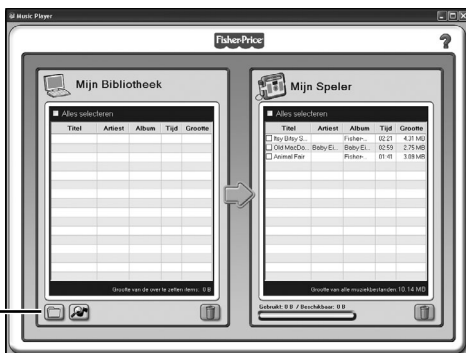 Music Player
Fisher-Price
?
Mijn Bibliotheek
Alles selecteren
Titel Artiest Album Tijd Grootte
Grootte van de over te zetten items: 0 B
Mijn Speler
Alles selecteren
Titel Artiest Album Tijd Grootte
Itsy Bitsy S... Fisher-... 02:21 4.31 MB
Old MacDo... Baby Ei... Baby Ei... 02:59 2.75 MB
Animal Fair Fisher-... 01:41 3.09 MB
Grootte van alle muziekbestanden: 10.14 MB
Gebruikt: 0 B / Beschikbaar: 0 B